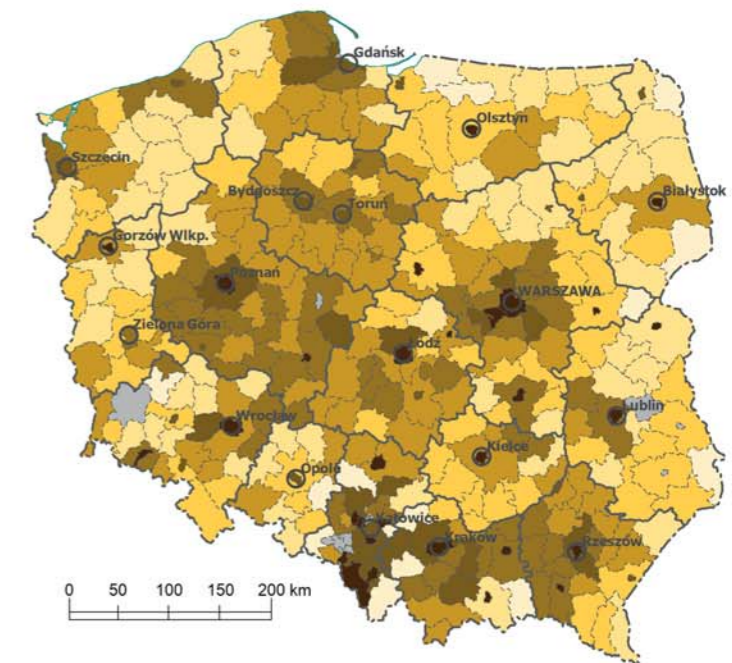 Gdańsk
Olsztyn
Szczęcin
Białystok
Bydgoszcz
Toruń
Gorzów Wlkp.
Poznań
WARSZAWA
Zielona Góra
Łódź
Lublin
Wrocław
Kielce
Opole
Katowice
Kraków
Rzeszów
0 50 100 150 200 km